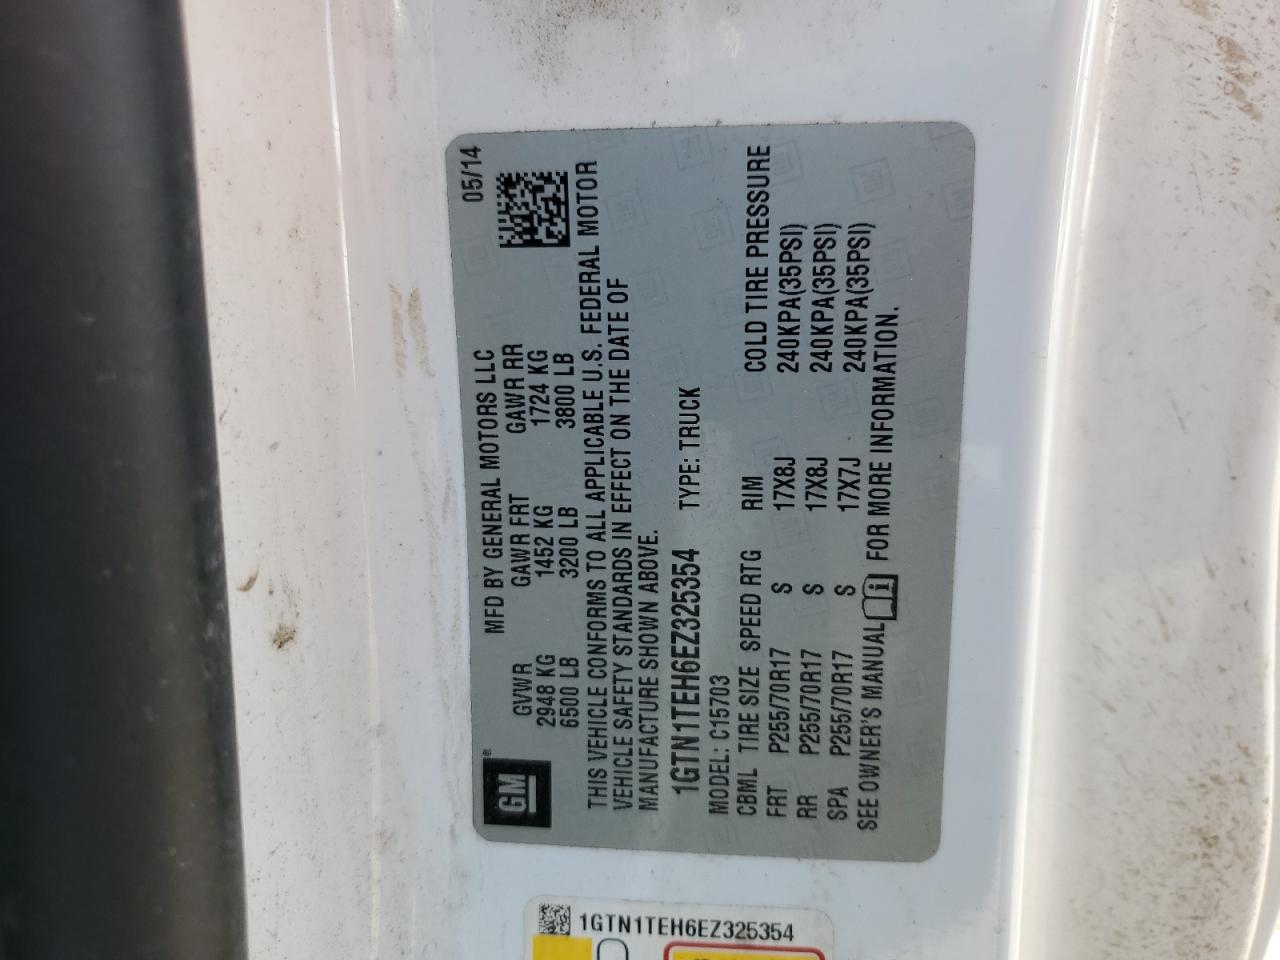 05/14
MFD BY GENERAL MOTORS LLC
GVWR GAWR FRT GAWR RR
2948 KG 1452 KG 1724 KG
6500 LB 3200 LB 3800 LB
GM®
THIS VEHICLE CONFORMS TO ALL APPLICABLE U.S. FEDERAL MOTOR
VEHICLE SAFETY STANDARDS IN EFFECT ON THE DATE OF
MANUFACTURE SHOWN ABOVE.
1GTN1TEH6EZ325354 TYPE: TRUCK
MODEL: C15703
CBML TIRE SIZE SPEED RTG RIM COLD TIRE PRESSURE
FRT P255/70R17 S 17X8J 240KPA(35PSI)
RR P255/70R17 S 17X8J 240KPA(35PSI)
SPA P255/70R17 S 17X7J 240KPA(35PSI)
SEE OWNER'S MANUAL i FOR MORE INFORMATION.
1GTN1TEH6EZ325354